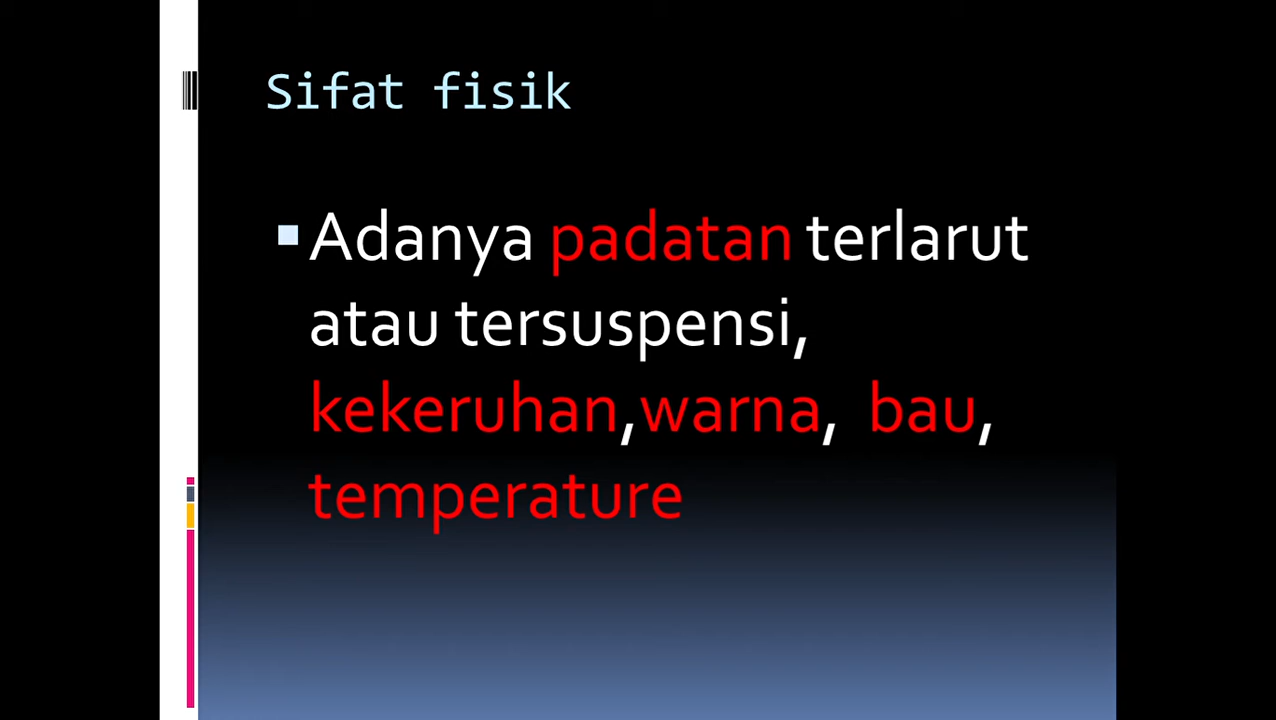 Sifat fisik
Adanya padatan terlarut
atau tersuspensi,
kekeruhan,warna, bau,
temperature